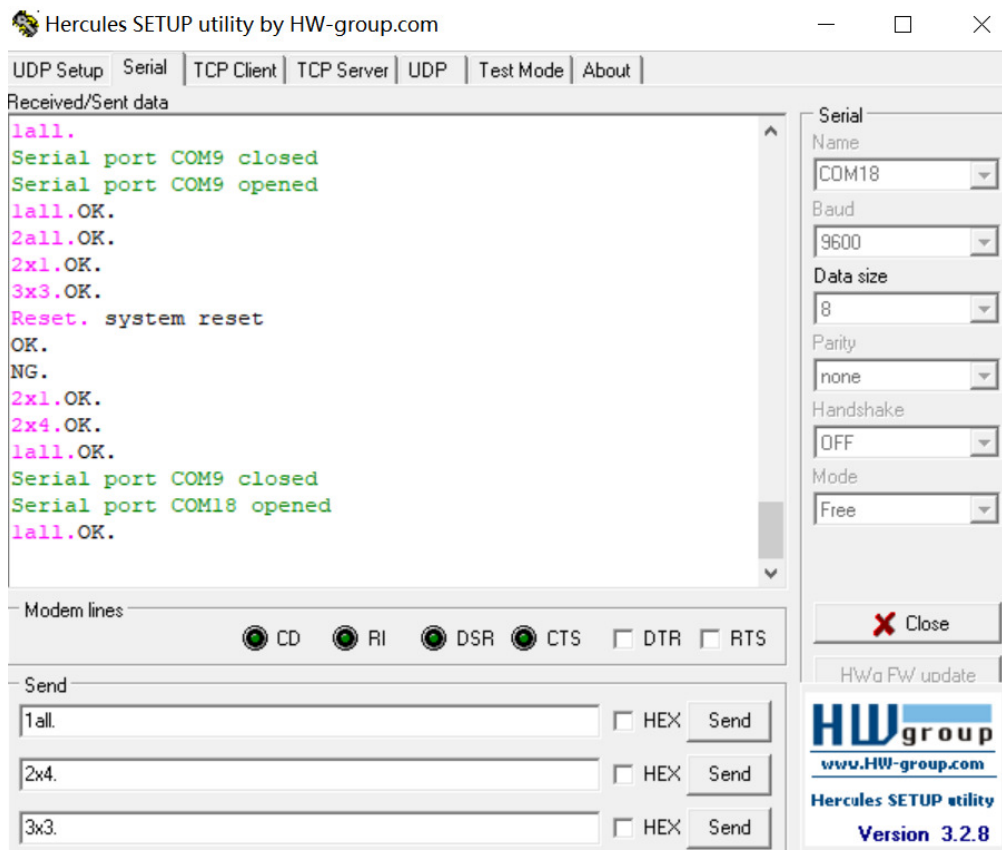 Hercules SETUP utility by HW-group.com
UDP Setup Serial TCP Client TCP Server UDP Test Mode About
Received/Sent data
1all.
Serial port COM9 closed
Serial port COM9 opened
1all.OK.
2all.OK.
2x1.OK.
3x3.OK.
Reset. system reset
OK.
NG.
2x1.OK.
2x4.OK.
1all.OK.
Serial port COM9 closed
Serial port COM18 opened
1all.OK.
Serial
Name
COM18
Baud
9600
Data size
8
Parity
none
Handshake
OFF
Mode
Free
Close
HWg FW update
Modem lines
CD RI DSR CTS DTR RTS
Send
1all. HEX Send
2x4. HEX Send
3x3. HEX Send
HWgroup
www.HW-group.com
Hercules SETUP utility
Version 3.2.8